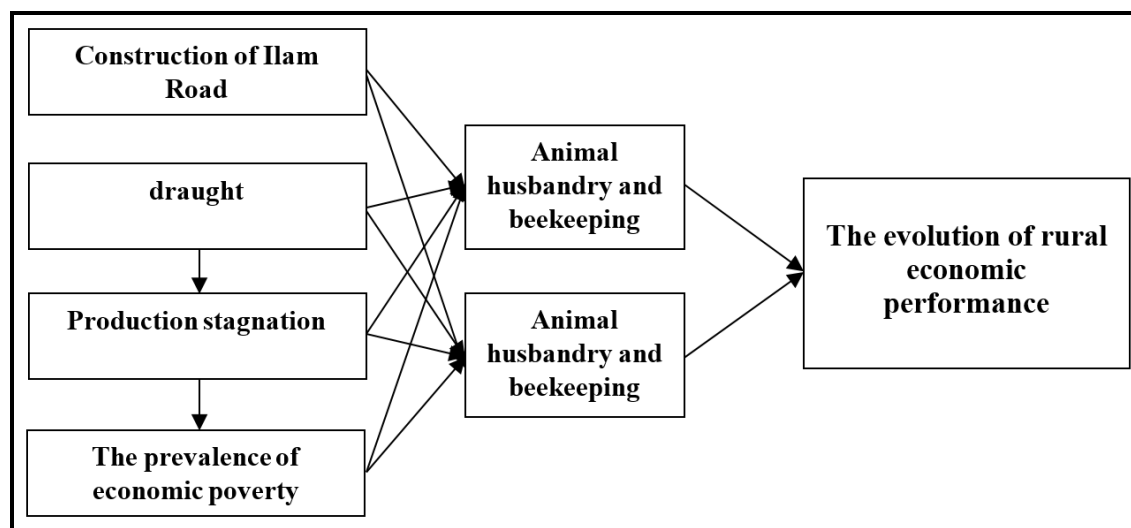 Construction of Ilam
Road
draught
Production stagnation
The prevalence of
economic poverty
Animal
husbandry and
beekeeping
Animal
husbandry and
beekeeping
The evolution of rural
economic
performance